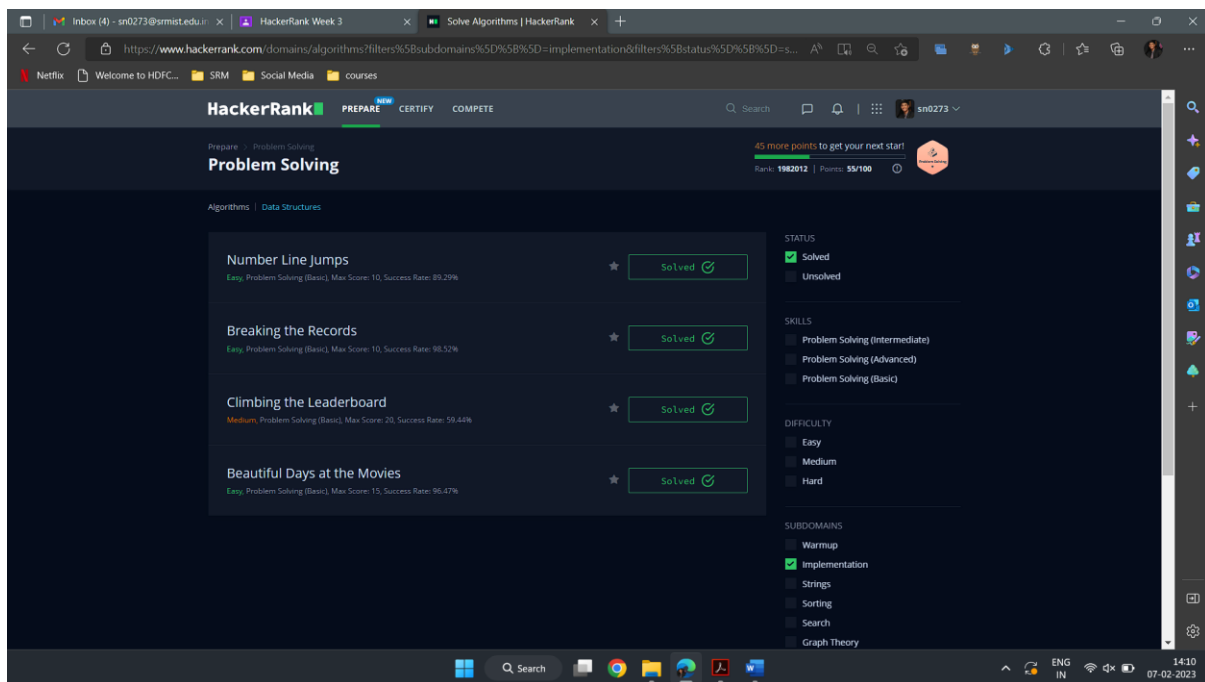 Inbox (4) - sn0273@srmist.edu.in
HackerRank Week 3
Solve Algorithms | HackerRank
https://www.hackerrank.com/domains/algorithms?filters%5Bsubdomains%5D%5B%5D=implementation&filters%5Bstatus%5D%5B%5D=s...
Netflix Welcome to HDFC... SRM Social Media courses
HackerRank PREPARE NEW CERTIFY COMPETE Search sn0273
Prepare > Problem Solving
Problem Solving
45 more points to get your next star!
Rank: 1982012 | Points: 55/100
Problem Solving
Algorithms | Data Structures
Number Line Jumps
Easy, Problem Solving (Basic), Max Score: 10, Success Rate: 89.29%
Solved
Breaking the Records
Easy, Problem Solving (Basic), Max Score: 10, Success Rate: 98.52%
Solved
Climbing the Leaderboard
Medium, Problem Solving (Basic), Max Score: 20, Success Rate: 59.44%
Solved
Beautiful Days at the Movies
Easy, Problem Solving (Basic), Max Score: 15, Success Rate: 96.47%
Solved
STATUS
Solved
Unsolved
SKILLS
Problem Solving (Intermediate)
Problem Solving (Advanced)
Problem Solving (Basic)
DIFFICULTY
Easy
Medium
Hard
SUBDOMAINS
Warmup
Implementation
Strings
Sorting
Search
Graph Theory
Search
ENG
IN
14:10
07-02-2023